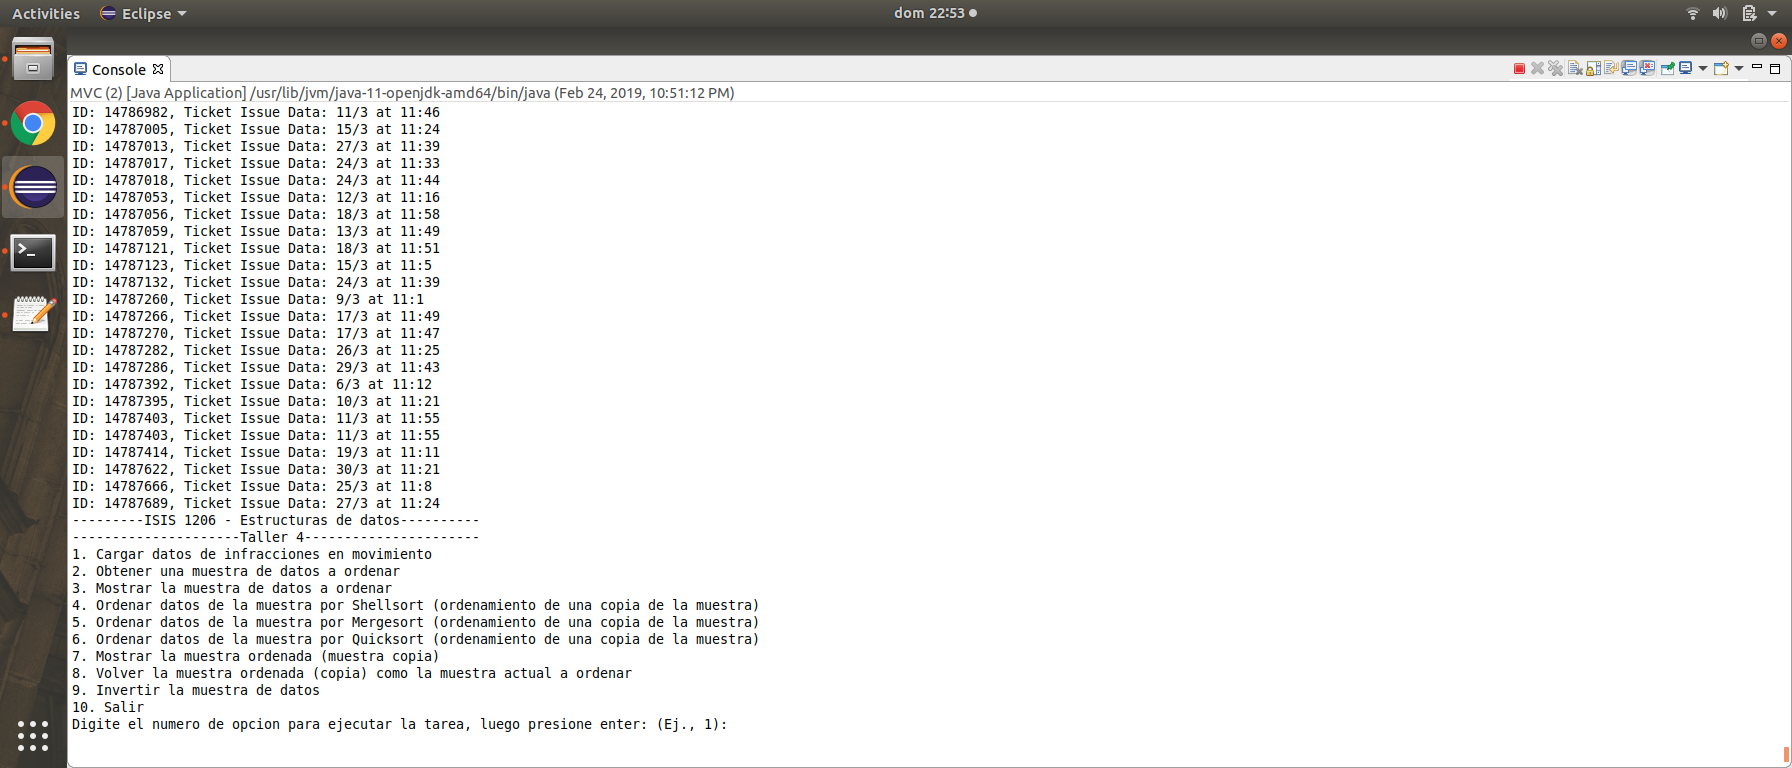 Activities Eclipse dom 22:53
Console
MVC (2) [Java Application] /usr/lib/jvm/java-11-openjdk-amd64/bin/java (Feb 24, 2019, 10:51:12 PM)
ID: 14786982, Ticket Issue Data: 11/3 at 11:46
ID: 14787005, Ticket Issue Data: 15/3 at 11:24
ID: 14787013, Ticket Issue Data: 27/3 at 11:39
ID: 14787017, Ticket Issue Data: 24/3 at 11:33
ID: 14787018, Ticket Issue Data: 24/3 at 11:44
ID: 14787053, Ticket Issue Data: 12/3 at 11:16
ID: 14787056, Ticket Issue Data: 18/3 at 11:58
ID: 14787059, Ticket Issue Data: 13/3 at 11:49
ID: 14787121, Ticket Issue Data: 18/3 at 11:51
ID: 14787123, Ticket Issue Data: 15/3 at 11:5
ID: 14787132, Ticket Issue Data: 24/3 at 11:39
ID: 14787260, Ticket Issue Data: 9/3 at 11:1
ID: 14787266, Ticket Issue Data: 17/3 at 11:49
ID: 14787270, Ticket Issue Data: 17/3 at 11:47
ID: 14787282, Ticket Issue Data: 26/3 at 11:25
ID: 14787286, Ticket Issue Data: 29/3 at 11:43
ID: 14787392, Ticket Issue Data: 6/3 at 11:12
ID: 14787395, Ticket Issue Data: 10/3 at 11:21
ID: 14787403, Ticket Issue Data: 11/3 at 11:55
ID: 14787403, Ticket Issue Data: 11/3 at 11:55
ID: 14787414, Ticket Issue Data: 19/3 at 11:11
ID: 14787622, Ticket Issue Data: 30/3 at 11:21
ID: 14787666, Ticket Issue Data: 25/3 at 11:8
ID: 14787689, Ticket Issue Data: 27/3 at 11:24
---------ISIS 1206 - Estructuras de datos----------
---------------------Taller 4----------------------
1. Cargar datos de infracciones en movimiento
2. Obtener una muestra de datos a ordenar
3. Mostrar la muestra de datos a ordenar
4. Ordenar datos de la muestra por Shellsort (ordenamiento de una copia de la muestra)
5. Ordenar datos de la muestra por Mergesort (ordenamiento de una copia de la muestra)
6. Ordenar datos de la muestra por Quicksort (ordenamiento de una copia de la muestra)
7. Mostrar la muestra ordenada (muestra copia)
8. Volver la muestra ordenada (copia) como la muestra actual a ordenar
9. Invertir la muestra de datos
10. Salir
Digite el numero de opcion para ejecutar la tarea, luego presione enter: (Ej., 1):